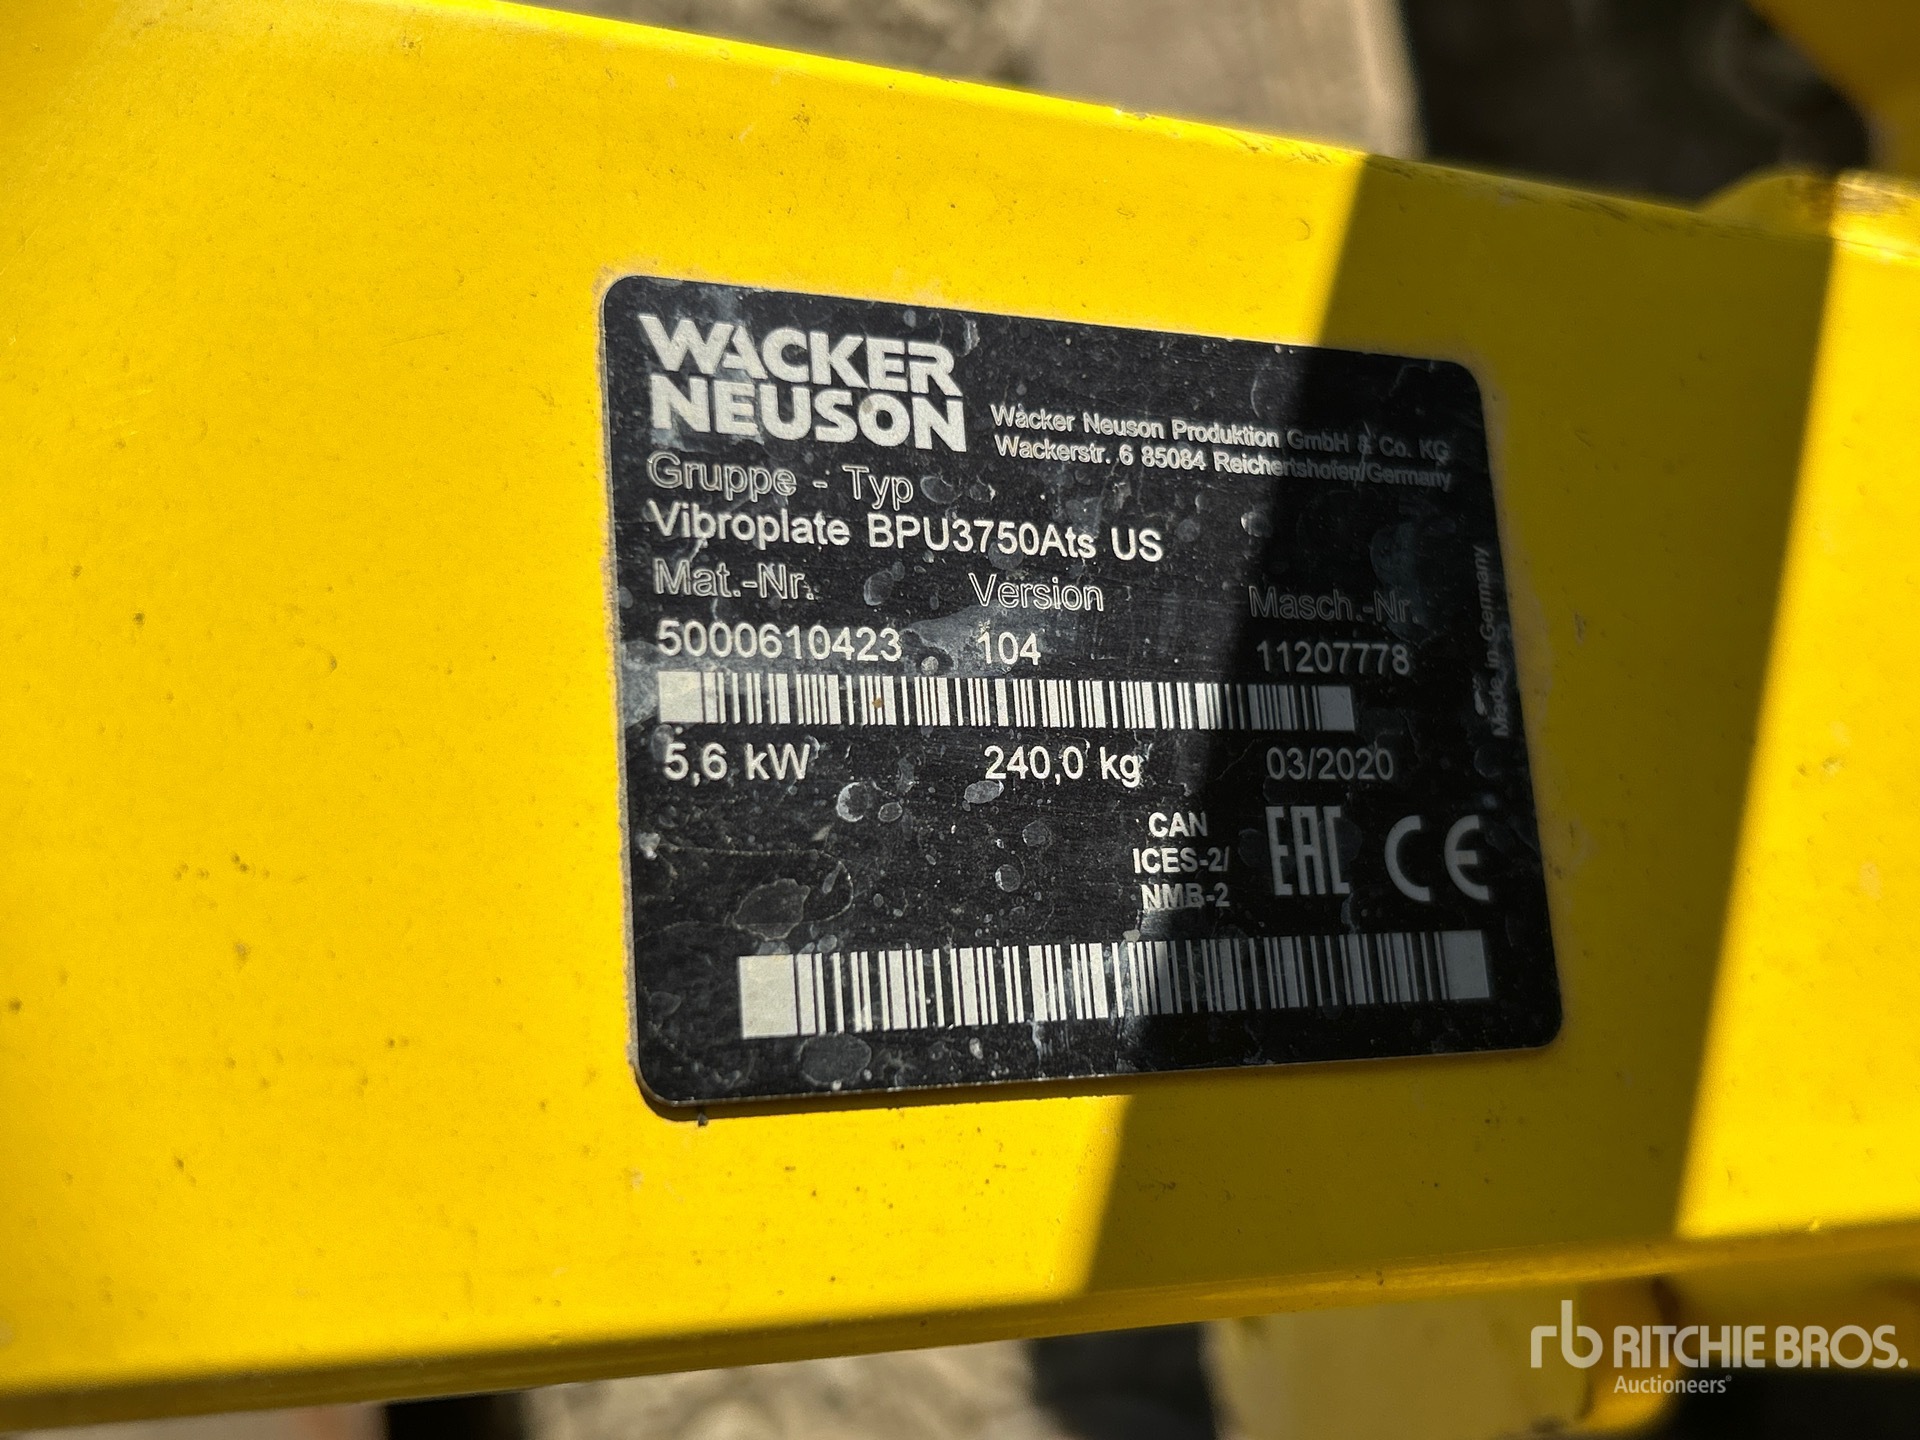 WACKER
NEUSON
Wacker Neuson Produktion GmbH & Co. KG
Wackerstr. 6 85084 Reichertshofen/Germany
Gruppe - Typ
Vibroplate BPU3750Ats US
Mat.-Nr. Version Masch.-Nr.
5000610423 104 11207778
5,6 kW 240,0 kg 03/2020
CAN
ICES-2/
NMB-2
EAC CE
Made in Germany
rb RITCHIE BROS.
Auctioneers